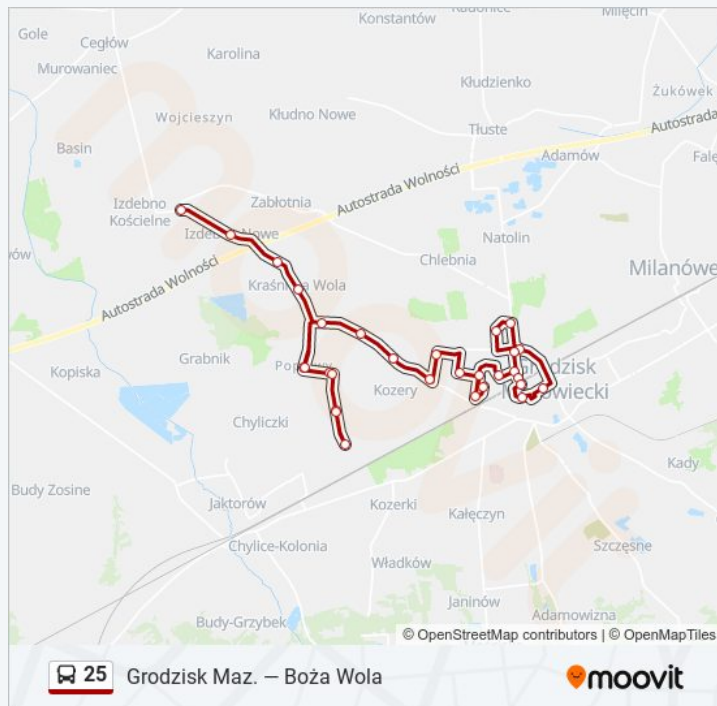 Konstantów
Radonice
Milęcin
Gole
Cegłów
Karolina
Murowaniec
Kłudzienko
Żukówek
Wojcieszyn
Kłudno Nowe
Tłuste
Autostrada
Basin
Adamów
Autostrada Wolności
Izdebno
Kościelne
Zabłotnia
Natolin
Chlebnia
Milanówe
Autostrada Wolności
Grabnik
Kopiska
Grodzisk
Kozery
Chyliczki
Kady
Budy Zosine
Jaktorów
Kozerki
Kałęczyn
Chylice-Kolonia
Szczęsne
Władków
Janinów
Adamowizna
Budy-Grzybek
© OpenStreetMap contributors | © OpenMapTiles
25 Grodzisk Maz. — Boża Wola
moovit